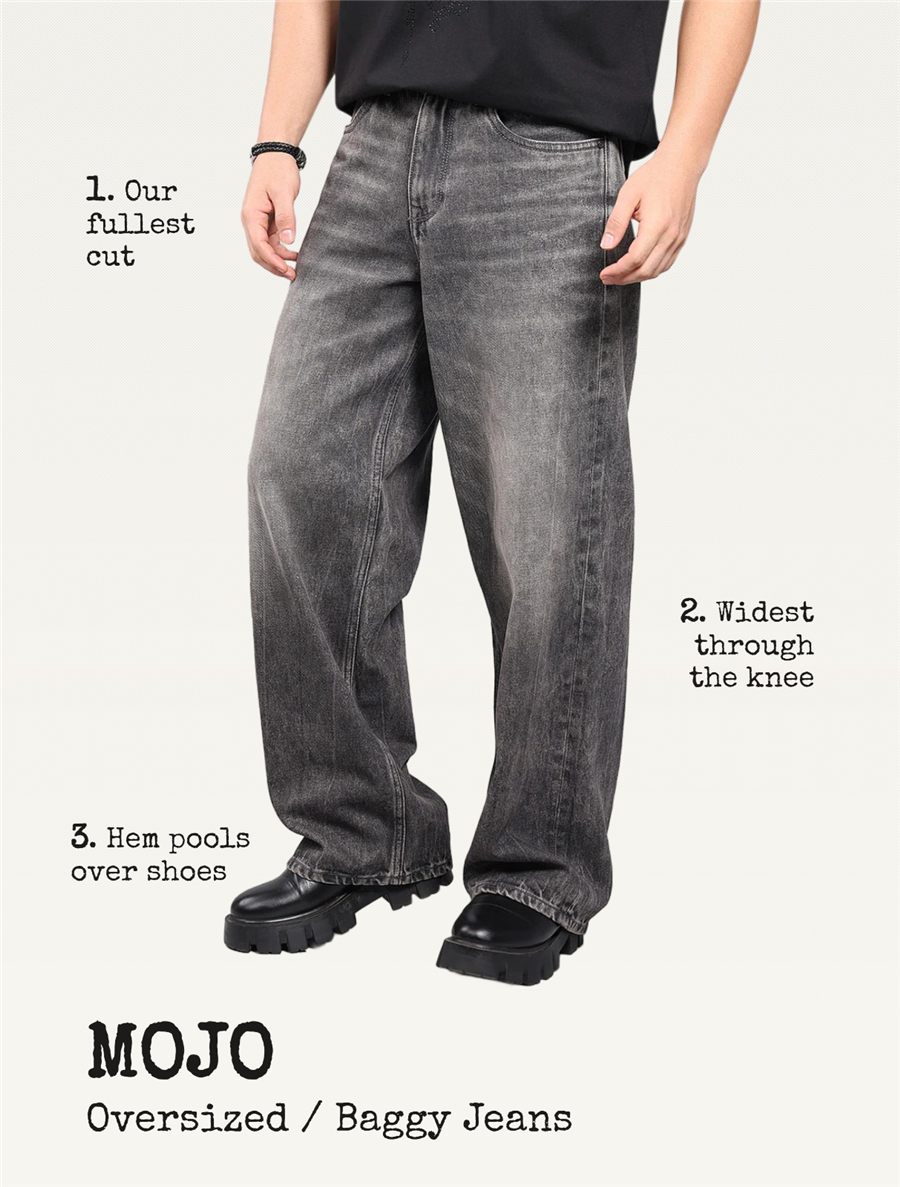 1. Our
fullest
cut
2. Widest
through
the knee
3. Hem pools
over shoes
MOJO
Oversized / Baggy Jeans